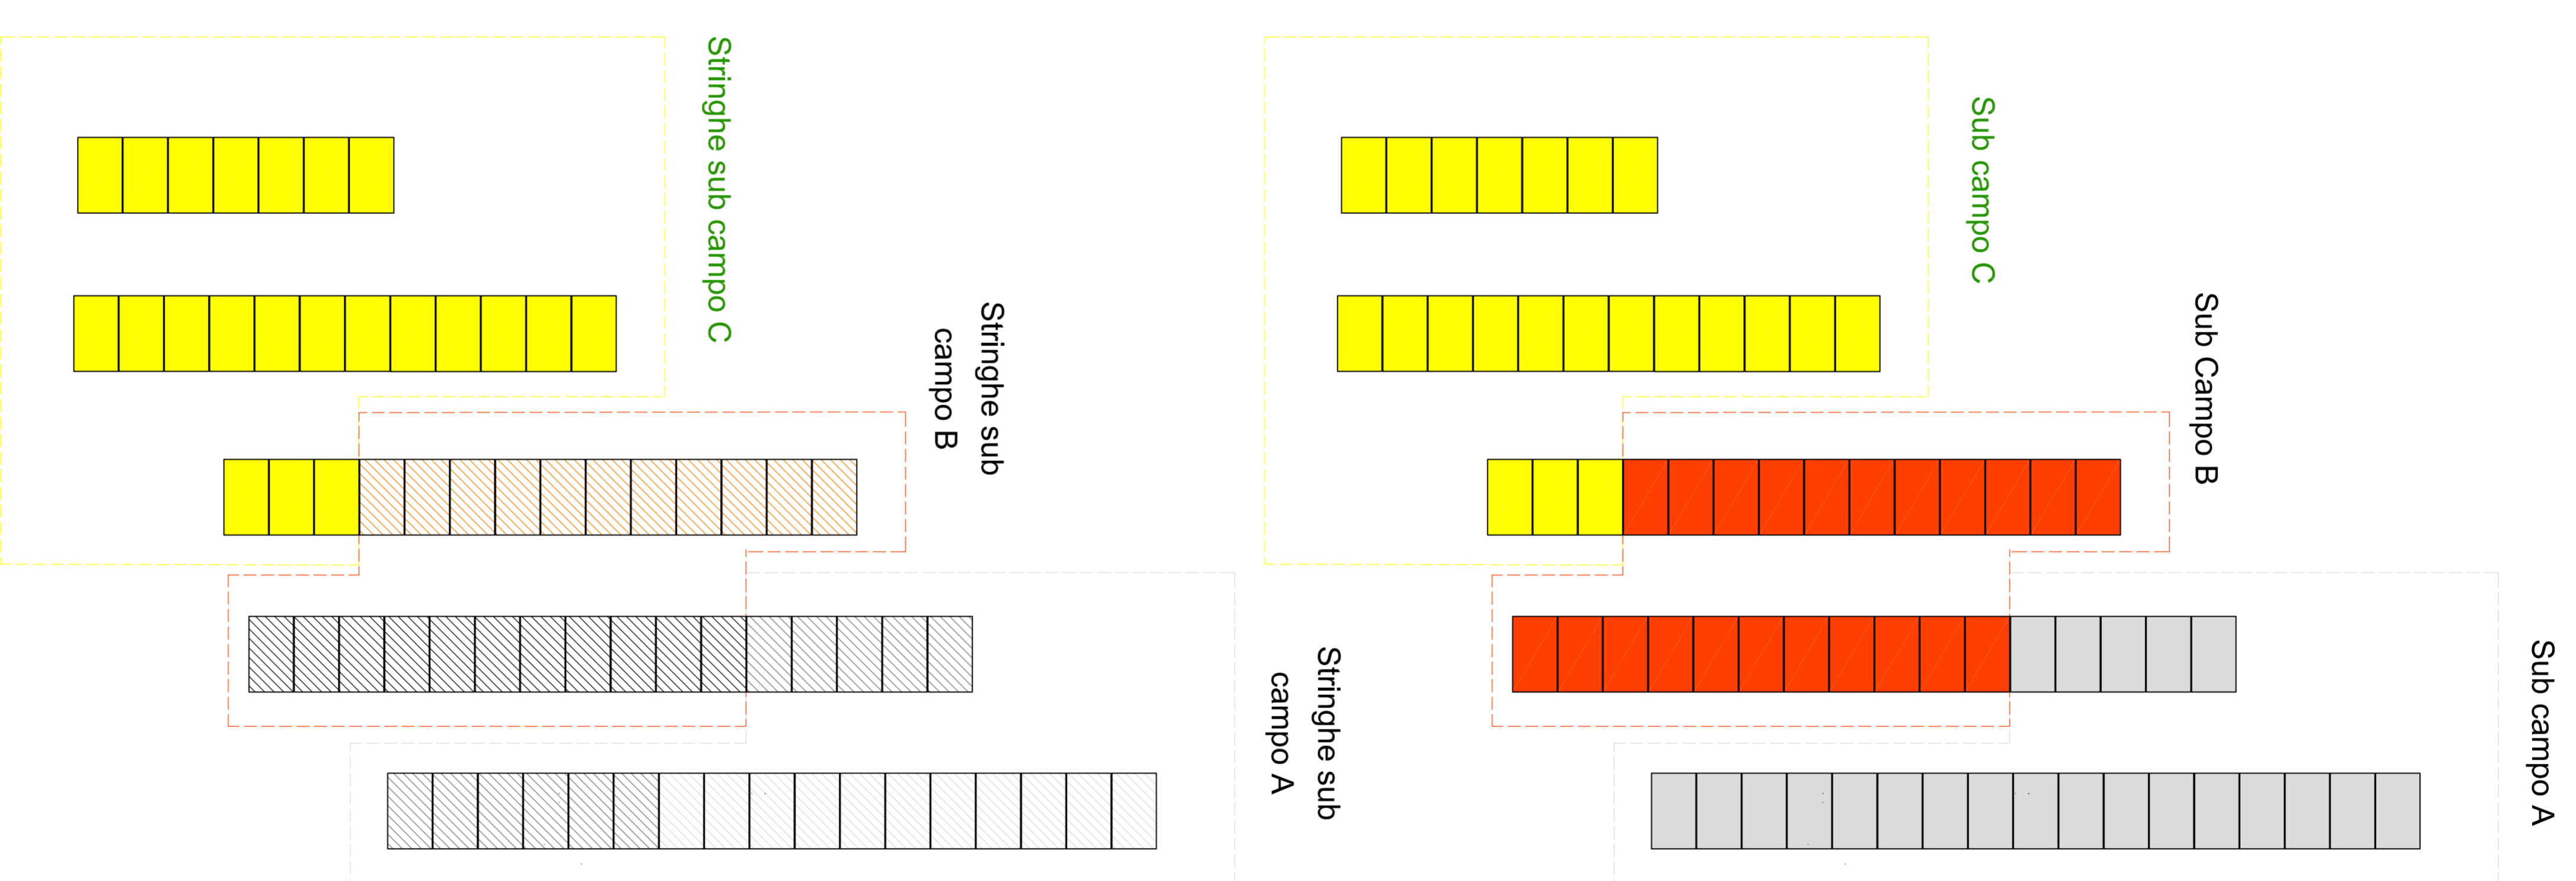 Stringhe sub campo C
Stringhe sub
campo B
Stringhe sub
campo A
Sub campo C
Sub Campo B
Sub campo A